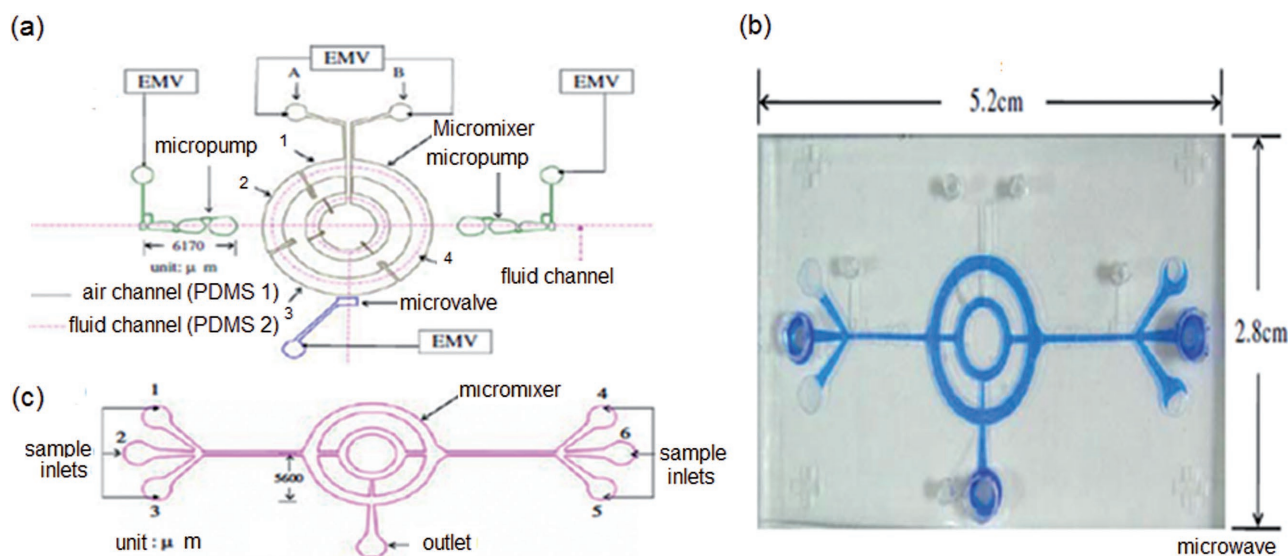 (a)
EMV
EMV
EMV
A
B
1
Micromixer
micropump
micropump
2
6170
unit: μ m
4
fluid channel
air channel (PDMS 1)
3
microvalve
fluid channel (PDMS 2)
EMV
(b)
5.2cm
2.8cm
microwave
(c)
1
micromixer
4
sample
inlets
2
6
sample
inlets
5600
3
5
unit : μ m
outlet